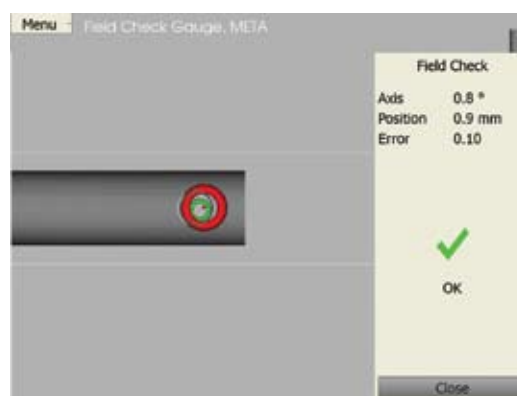 Menu Field Check Gauge, META
Field Check
Axis 0.8 °
Position 0.9 mm
Error 0.10
OK
Close